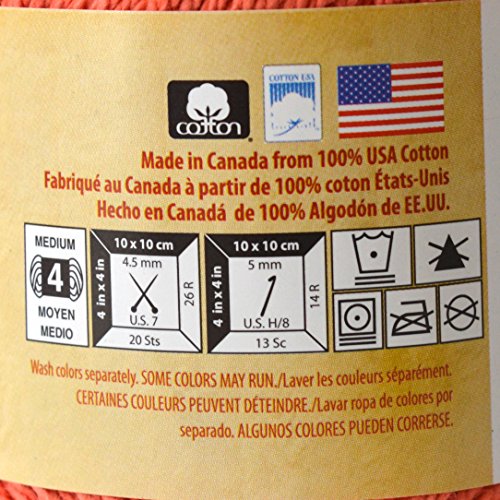 cotton
COTTON USA
Made in Canada from 100% USA Cotton
Fabriqué au Canada à partir de 100% coton États-Unis
Hecho en Canadá de 100% Algodón de EE.UU.
MEDIUM
4
MOYEN
MEDIO
10 x 10 cm
4 in x 4 in
4.5 mm
26 R
U.S. 7
20 Sts
10 x 10 cm
4 in x 4 in
5 mm
14 R
U.S. H/8
13 Sc
Wash colors separately. SOME COLORS MAY RUN./Laver les couleurs séparément.
CERTAINES COULEURS PEUVENT DÉTEINDRE./Lavar ropa de colores por
separado. ALGUNOS COLORES PUEDEN CORRERSE.